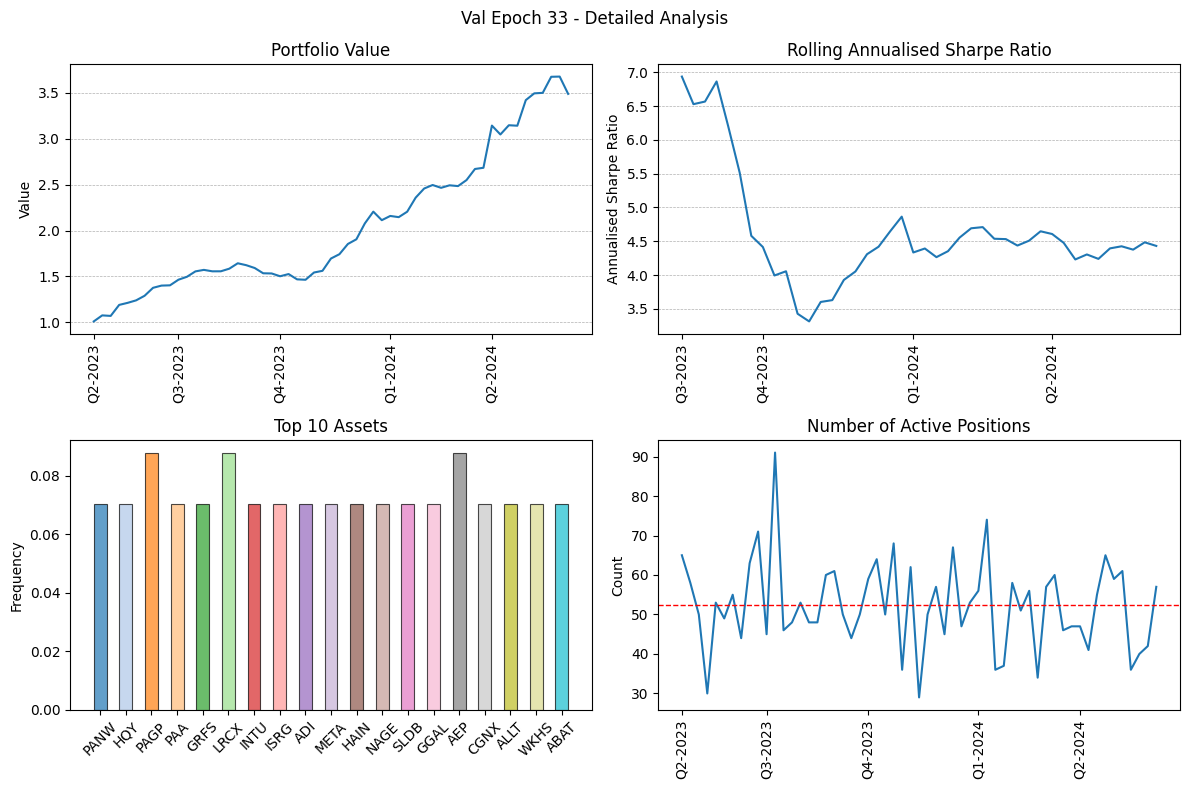 Val Epoch 33 - Detailed Analysis
Portfolio Value
Value
3.5
3.0
2.5
2.0
1.5
1.0
Q2-2023
Q3-2023
Q4-2023
Q1-2024
Q2-2024
Rolling Annualised Sharpe Ratio
Annualised Sharpe Ratio
7.0
6.5
6.0
5.5
5.0
4.5
4.0
3.5
Q3-2023
Q4-2023
Q1-2024
Q2-2024
Top 10 Assets
Frequency
0.08
0.06
0.04
0.02
0.00
PANW
HQY
PAGP
PAA
GRFS
LRCX
INTU
ISRG
ADI
META
HAIN
NAGE
SLDB
GGAL
AEP
CGNX
ALLT
WKHS
ABAT
Number of Active Positions
Count
90
80
70
60
50
40
30
Q2-2023
Q3-2023
Q4-2023
Q1-2024
Q2-2024